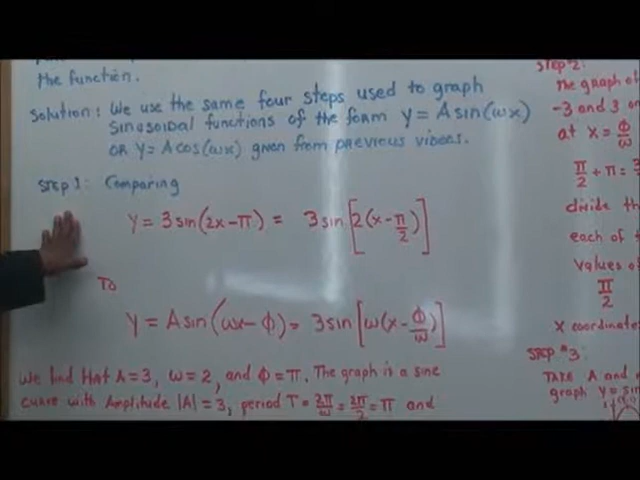 the function.
Solution: We use the same four steps used to graph
Sinosoidal functions of the form y = A sin(ωx)
or y = A cos(ωx) given from previous videos.
Step 1: Comparing
y = 3 sin(2x-π) = 3 sin[2(x-π/2)]
To
y = A sin(ωx-Φ) = 3 sin[ω(x-Φ/ω)]
We find that A=3, ω=2, and Φ=π. The graph is a sine
curve with Amplitude |A|=3, period T = 2π/ω = 2π/2 = π and
STEP 2:
The graph of
-3 and 3
at x = Φ/ω
π/2 + π = 3
divide th
each of t
values of
π/2
x coordinate
STEP #3:
TAKE A and
graph y = sin